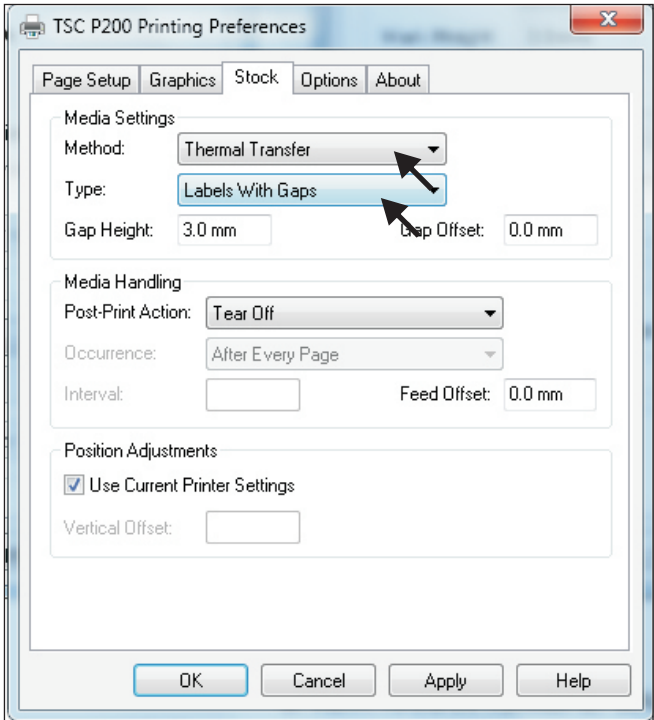 TSC P200 Printing Preferences
Page Setup Graphics Stock Options About
Media Settings
Method: Thermal Transfer
Type: Labels With Gaps
Gap Height: 3.0 mm Gap Offset: 0.0 mm
Media Handling
Post-Print Action: Tear Off
Occurrence: After Every Page
Interval: Feed Offset: 0.0 mm
Position Adjustments
Use Current Printer Settings
Vertical Offset:
OK Cancel Apply Help